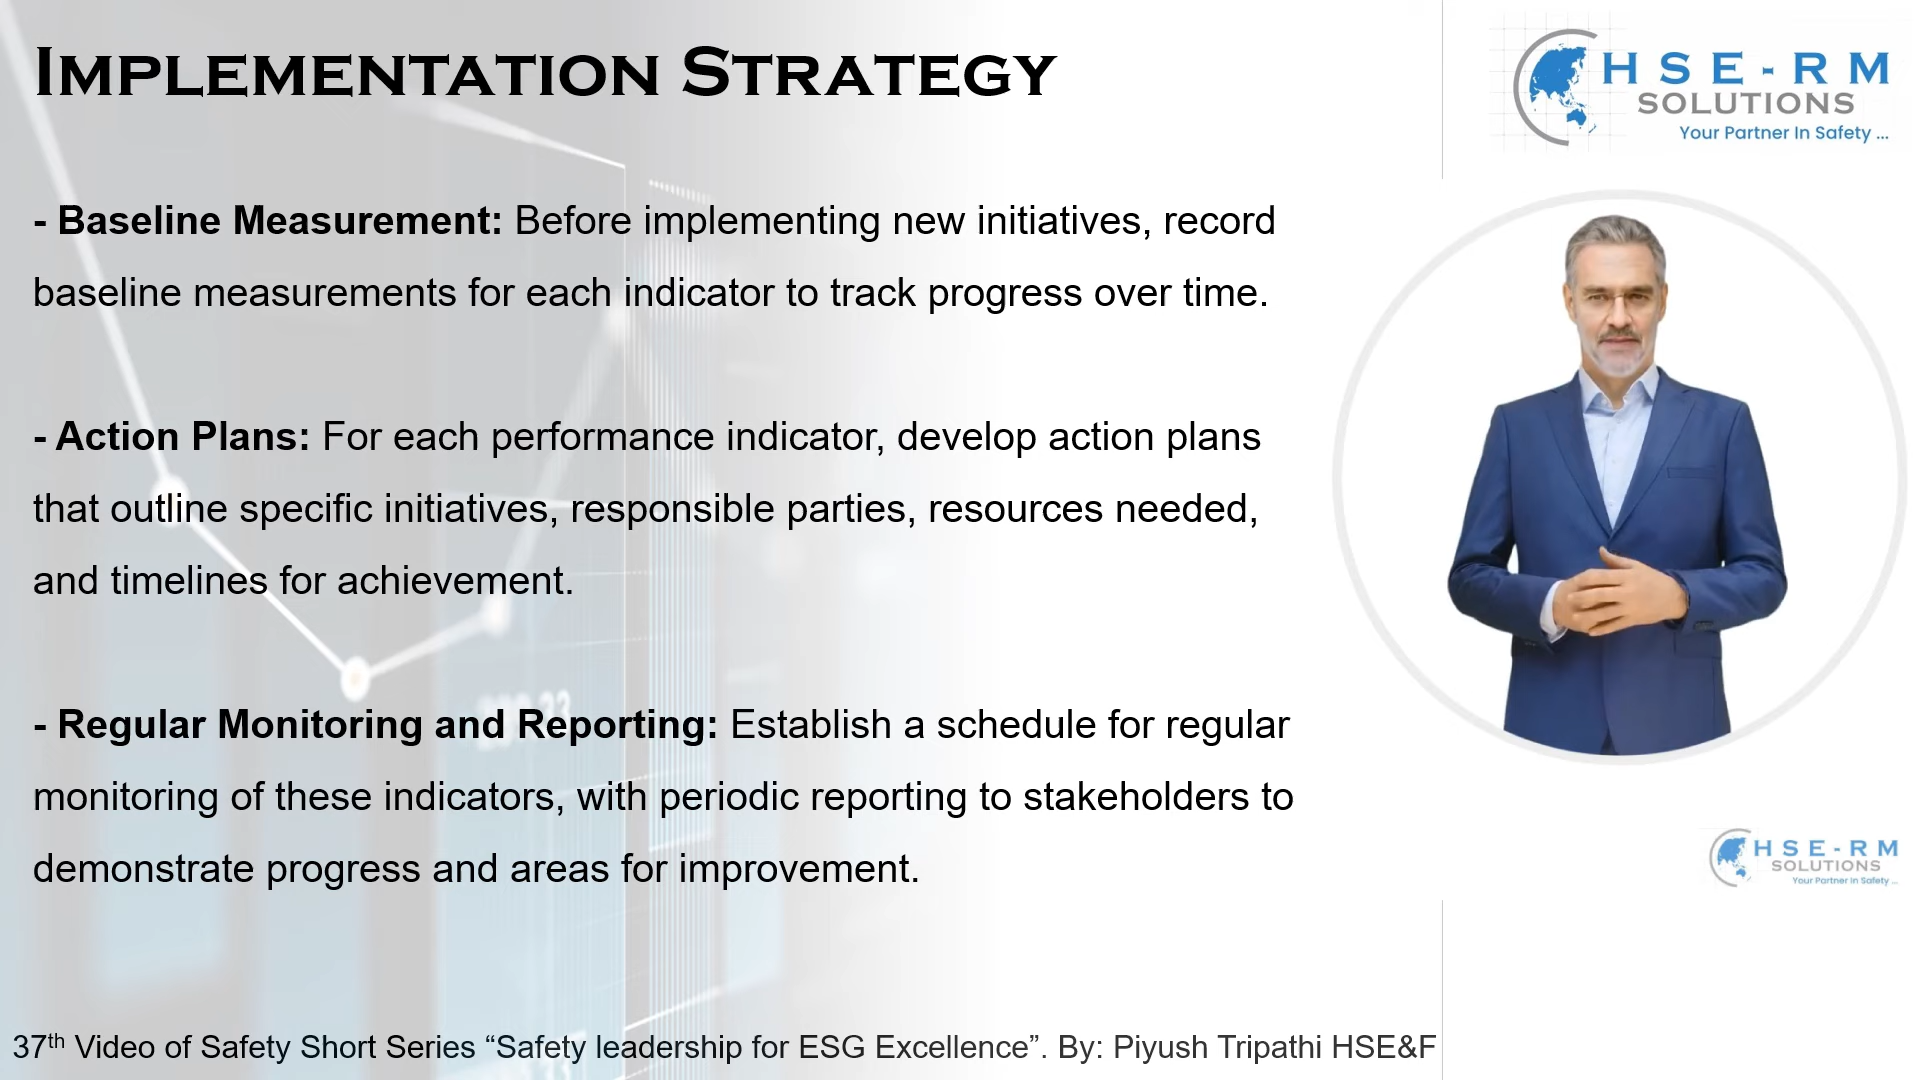 IMPLEMENTATION STRATEGY
HSE-RM
SOLUTIONS
Your Partner In Safety ...
- Baseline Measurement: Before implementing new initiatives, record
baseline measurements for each indicator to track progress over time.
- Action Plans: For each performance indicator, develop action plans
that outline specific initiatives, responsible parties, resources needed,
and timelines for achievement.
- Regular Monitoring and Reporting: Establish a schedule for regular
monitoring of these indicators, with periodic reporting to stakeholders to
demonstrate progress and areas for improvement.
HSE-RM
SOLUTIONS
Your Partner In Safety ...
37th Video of Safety Short Series “Safety leadership for ESG Excellence”. By: Piyush Tripathi HSE&F